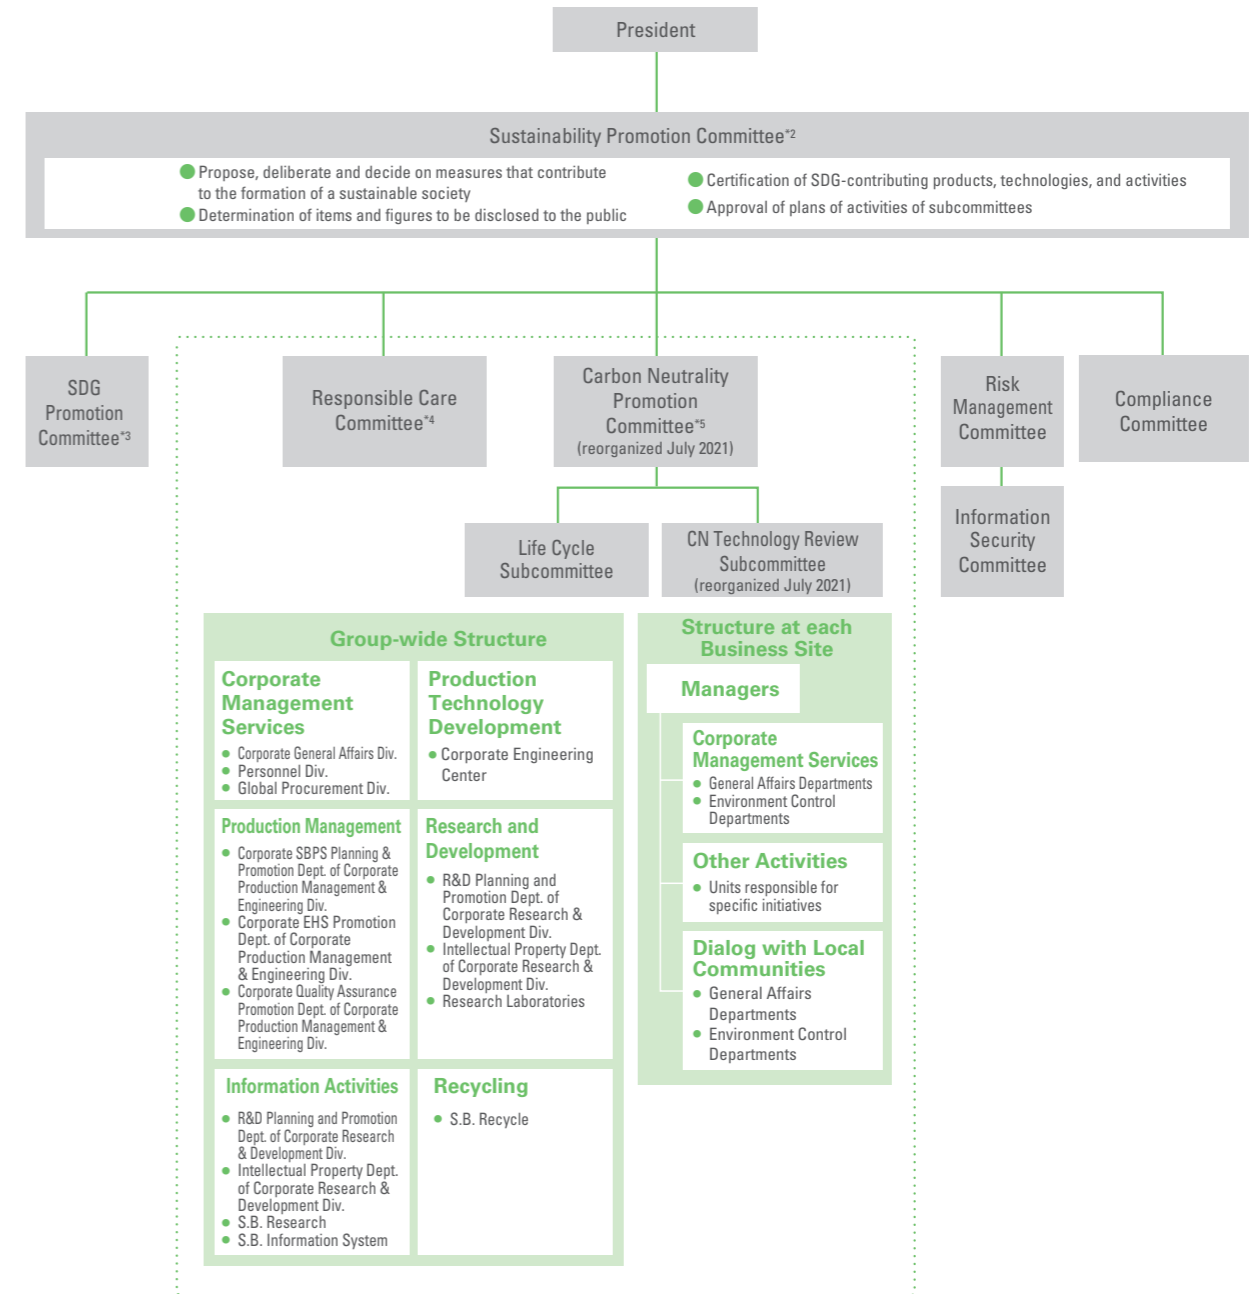 President
Sustainability Promotion Committee*2
● Propose, deliberate and decide on measures that contribute
to the formation of a sustainable society
● Determination of items and figures to be disclosed to the public
● Certification of SDG-contributing products, technologies, and activities
● Approval of plans of activities of subcommittees
SDG
Promotion
Committee*3
Responsible Care
Committee*4
Carbon Neutrality
Promotion
Committee*5
(reorganized July 2021)
Risk
Management
Committee
Compliance
Committee
Information
Security
Committee
Life Cycle
Subcommittee
CN Technology Review
Subcommittee
(reorganized July 2021)
Group-wide Structure
Corporate
Management
Services
● Corporate General Affairs Div.
● Personnel Div.
● Global Procurement Div.
Production
Technology
Development
● Corporate Engineering
Center
Production Management
● Corporate SBPS Planning &
Promotion Dept. of Corporate
Production Management &
Engineering Div.
● Corporate EHS Promotion
Dept. of Corporate
Production Management
& Engineering Div.
● Corporate Quality Assurance
Promotion Dept. of Corporate
Production Management &
Engineering Div.
Research and
Development
● R&D Planning and
Promotion Dept. of
Corporate Research &
Development Div.
● Intellectual Property Dept.
of Corporate Research &
Development Div.
● Research Laboratories
Information Activities
● R&D Planning and Promotion
Dept. of Corporate Research
& Development Div.
● Intellectual Property Dept.
of Corporate Research &
Development Div.
● S.B. Research
● S.B. Information System
Recycling
● S.B. Recycle
Structure at each
Business Site
Managers
Corporate
Management Services
● General Affairs Departments
● Environment Control
Departments
Other Activities
● Units responsible for
specific initiatives
Dialog with Local
Communities
● General Affairs
Departments
● Environment Control
Departments